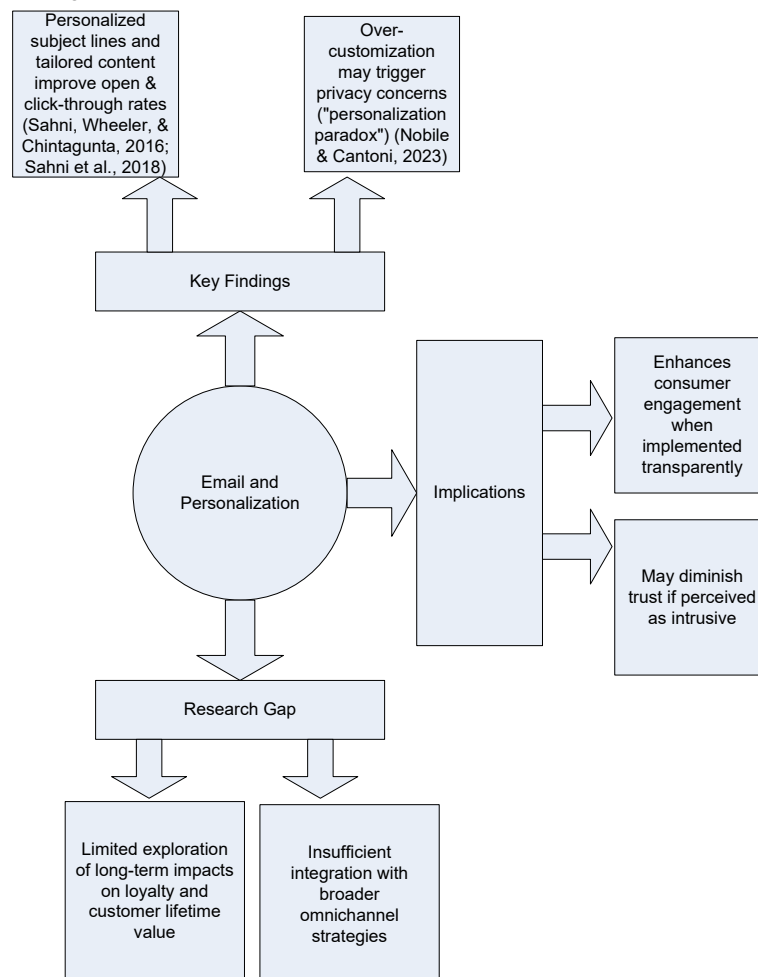 Personalized
subject lines and
tailored content
improve open &
click-through rates
(Sahni, Wheeler, &
Chintagunta, 2016;
Sahni et al., 2018)
Over-
customization
may trigger
privacy concerns
("personalization
paradox") (Nobile
& Cantoni, 2023)
Key Findings
Email and
Personalization
Implications
Enhances
consumer
engagement
when
implemented
transparently
May diminish
trust if perceived
as intrusive
Research Gap
Limited exploration
of long-term impacts
on loyalty and
customer lifetime
value
Insufficient
integration with
broader
omnichannel
strategies